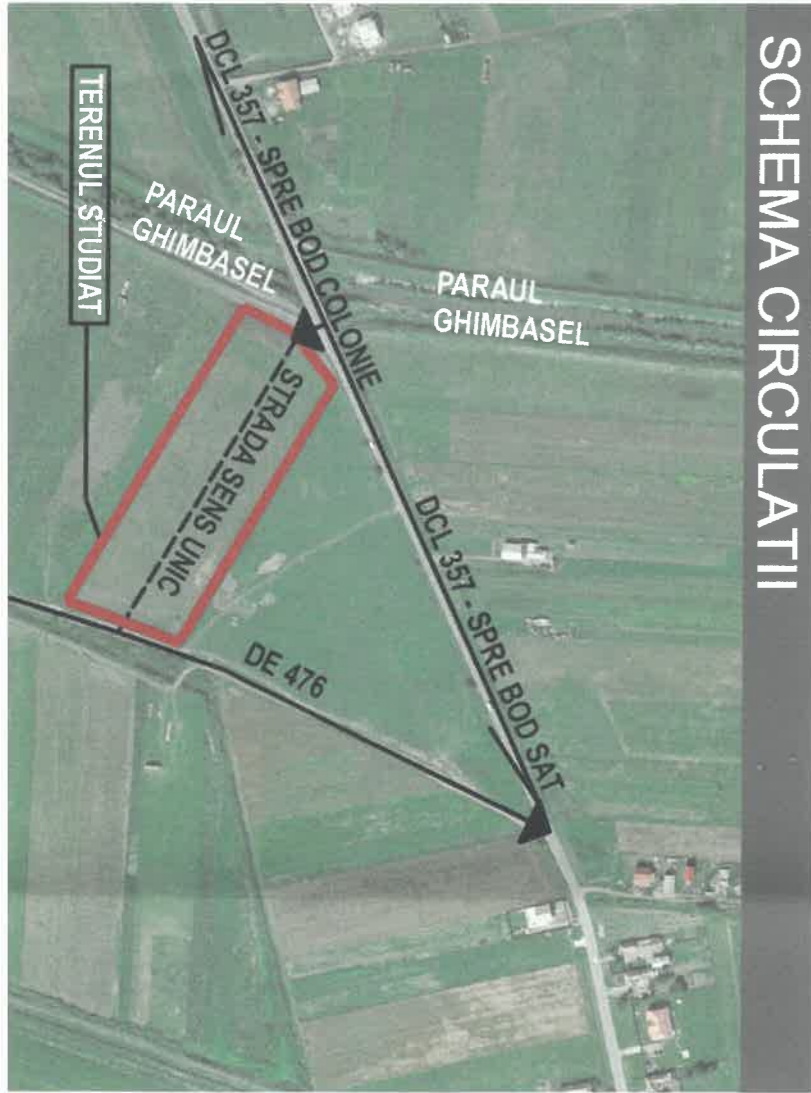 SCHEMA CIRCULATII
DCL 357 - SPRE BOD COLONIE
TERENUL STUDIAT
PARAUL
GHIMBASEL
PARAUL
GHIMBASEL
STRADA SENS UNIC
DCL 357 - SPRE BOD SAT
DE 476